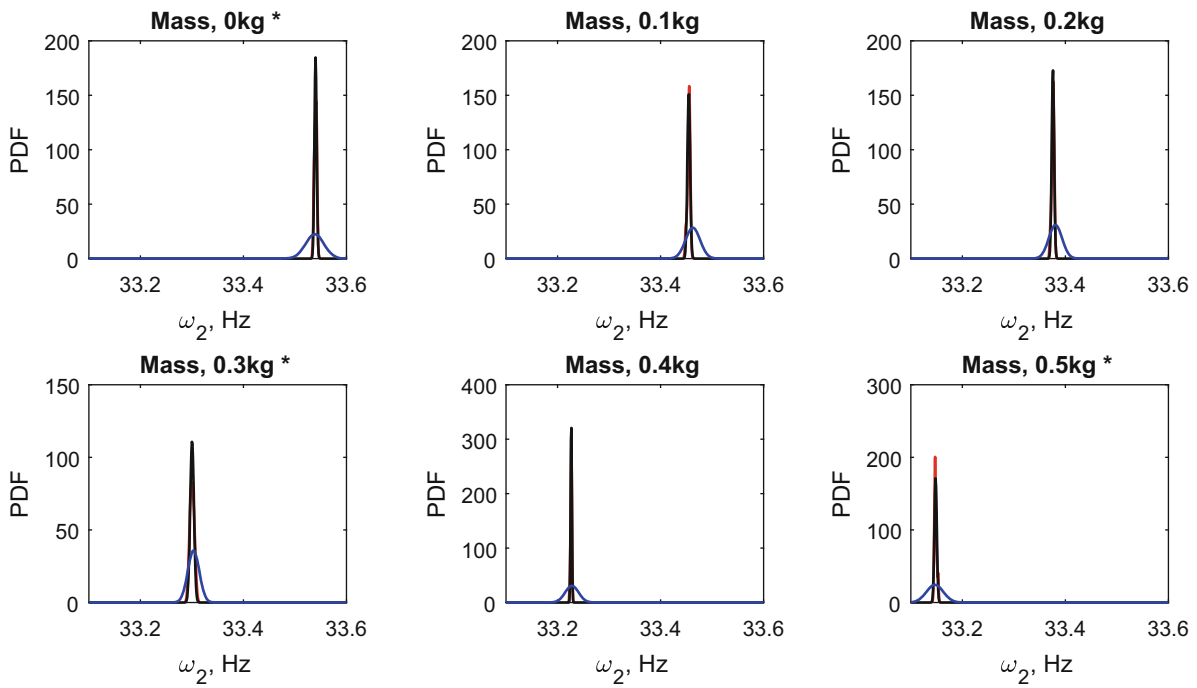 Mass, 0kg *
Mass, 0.1kg
Mass, 0.2kg
200
150
100
50
0
PDF
33.2
33.4
33.6
ω2, Hz
200
150
100
50
0
PDF
33.2
33.4
33.6
ω2, Hz
200
150
100
50
0
PDF
33.2
33.4
33.6
ω2, Hz
Mass, 0.3kg *
Mass, 0.4kg
Mass, 0.5kg *
150
100
50
0
PDF
33.2
33.4
33.6
ω2, Hz
400
300
200
100
0
PDF
33.2
33.4
33.6
ω2, Hz
300
200
100
0
PDF
33.2
33.4
33.6
ω2, Hz